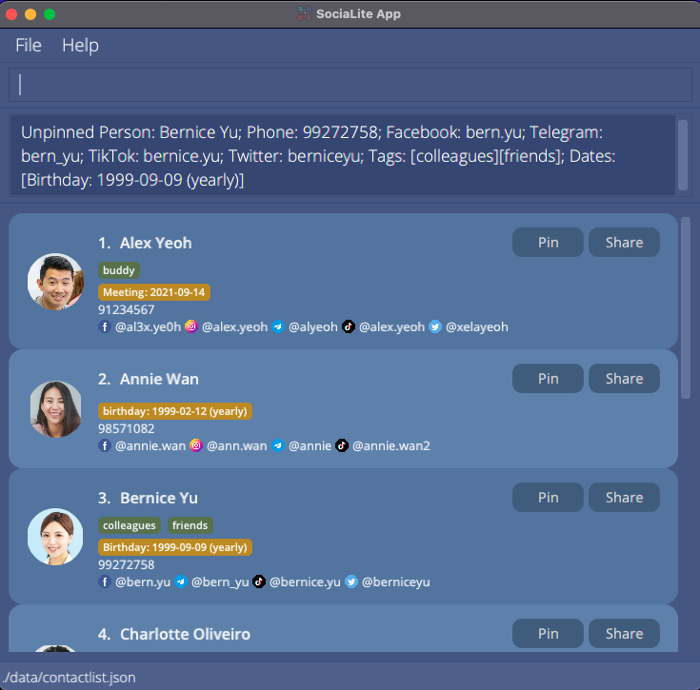 SociaLite App
File Help
Unpinned Person: Bernice Yu; Phone: 99272758; Facebook: bern.yu; Telegram:
bern_yu; TikTok: bernice.yu; Twitter: berniceyu; Tags: [colleagues][friends]; Dates:
[Birthday: 1999-09-09 (yearly)]
1. Alex Yeoh Pin Share
buddy
Meeting: 2021-09-14
91234567
@al3x.ye0h @alex.yeoh @alyeoh @alex.yeoh @xelayeoh
2. Annie Wan Pin Share
birthday: 1999-02-12 (yearly)
98571082
@annie.wan @ann.wan @annie @annie.wan2
3. Bernice Yu Pin Share
colleagues friends
Birthday: 1999-09-09 (yearly)
99272758
@bern.yu @bern_yu @bernice.yu @berniceyu
4. Charlotte Oliveiro Pin Share
./data/contactlist.json